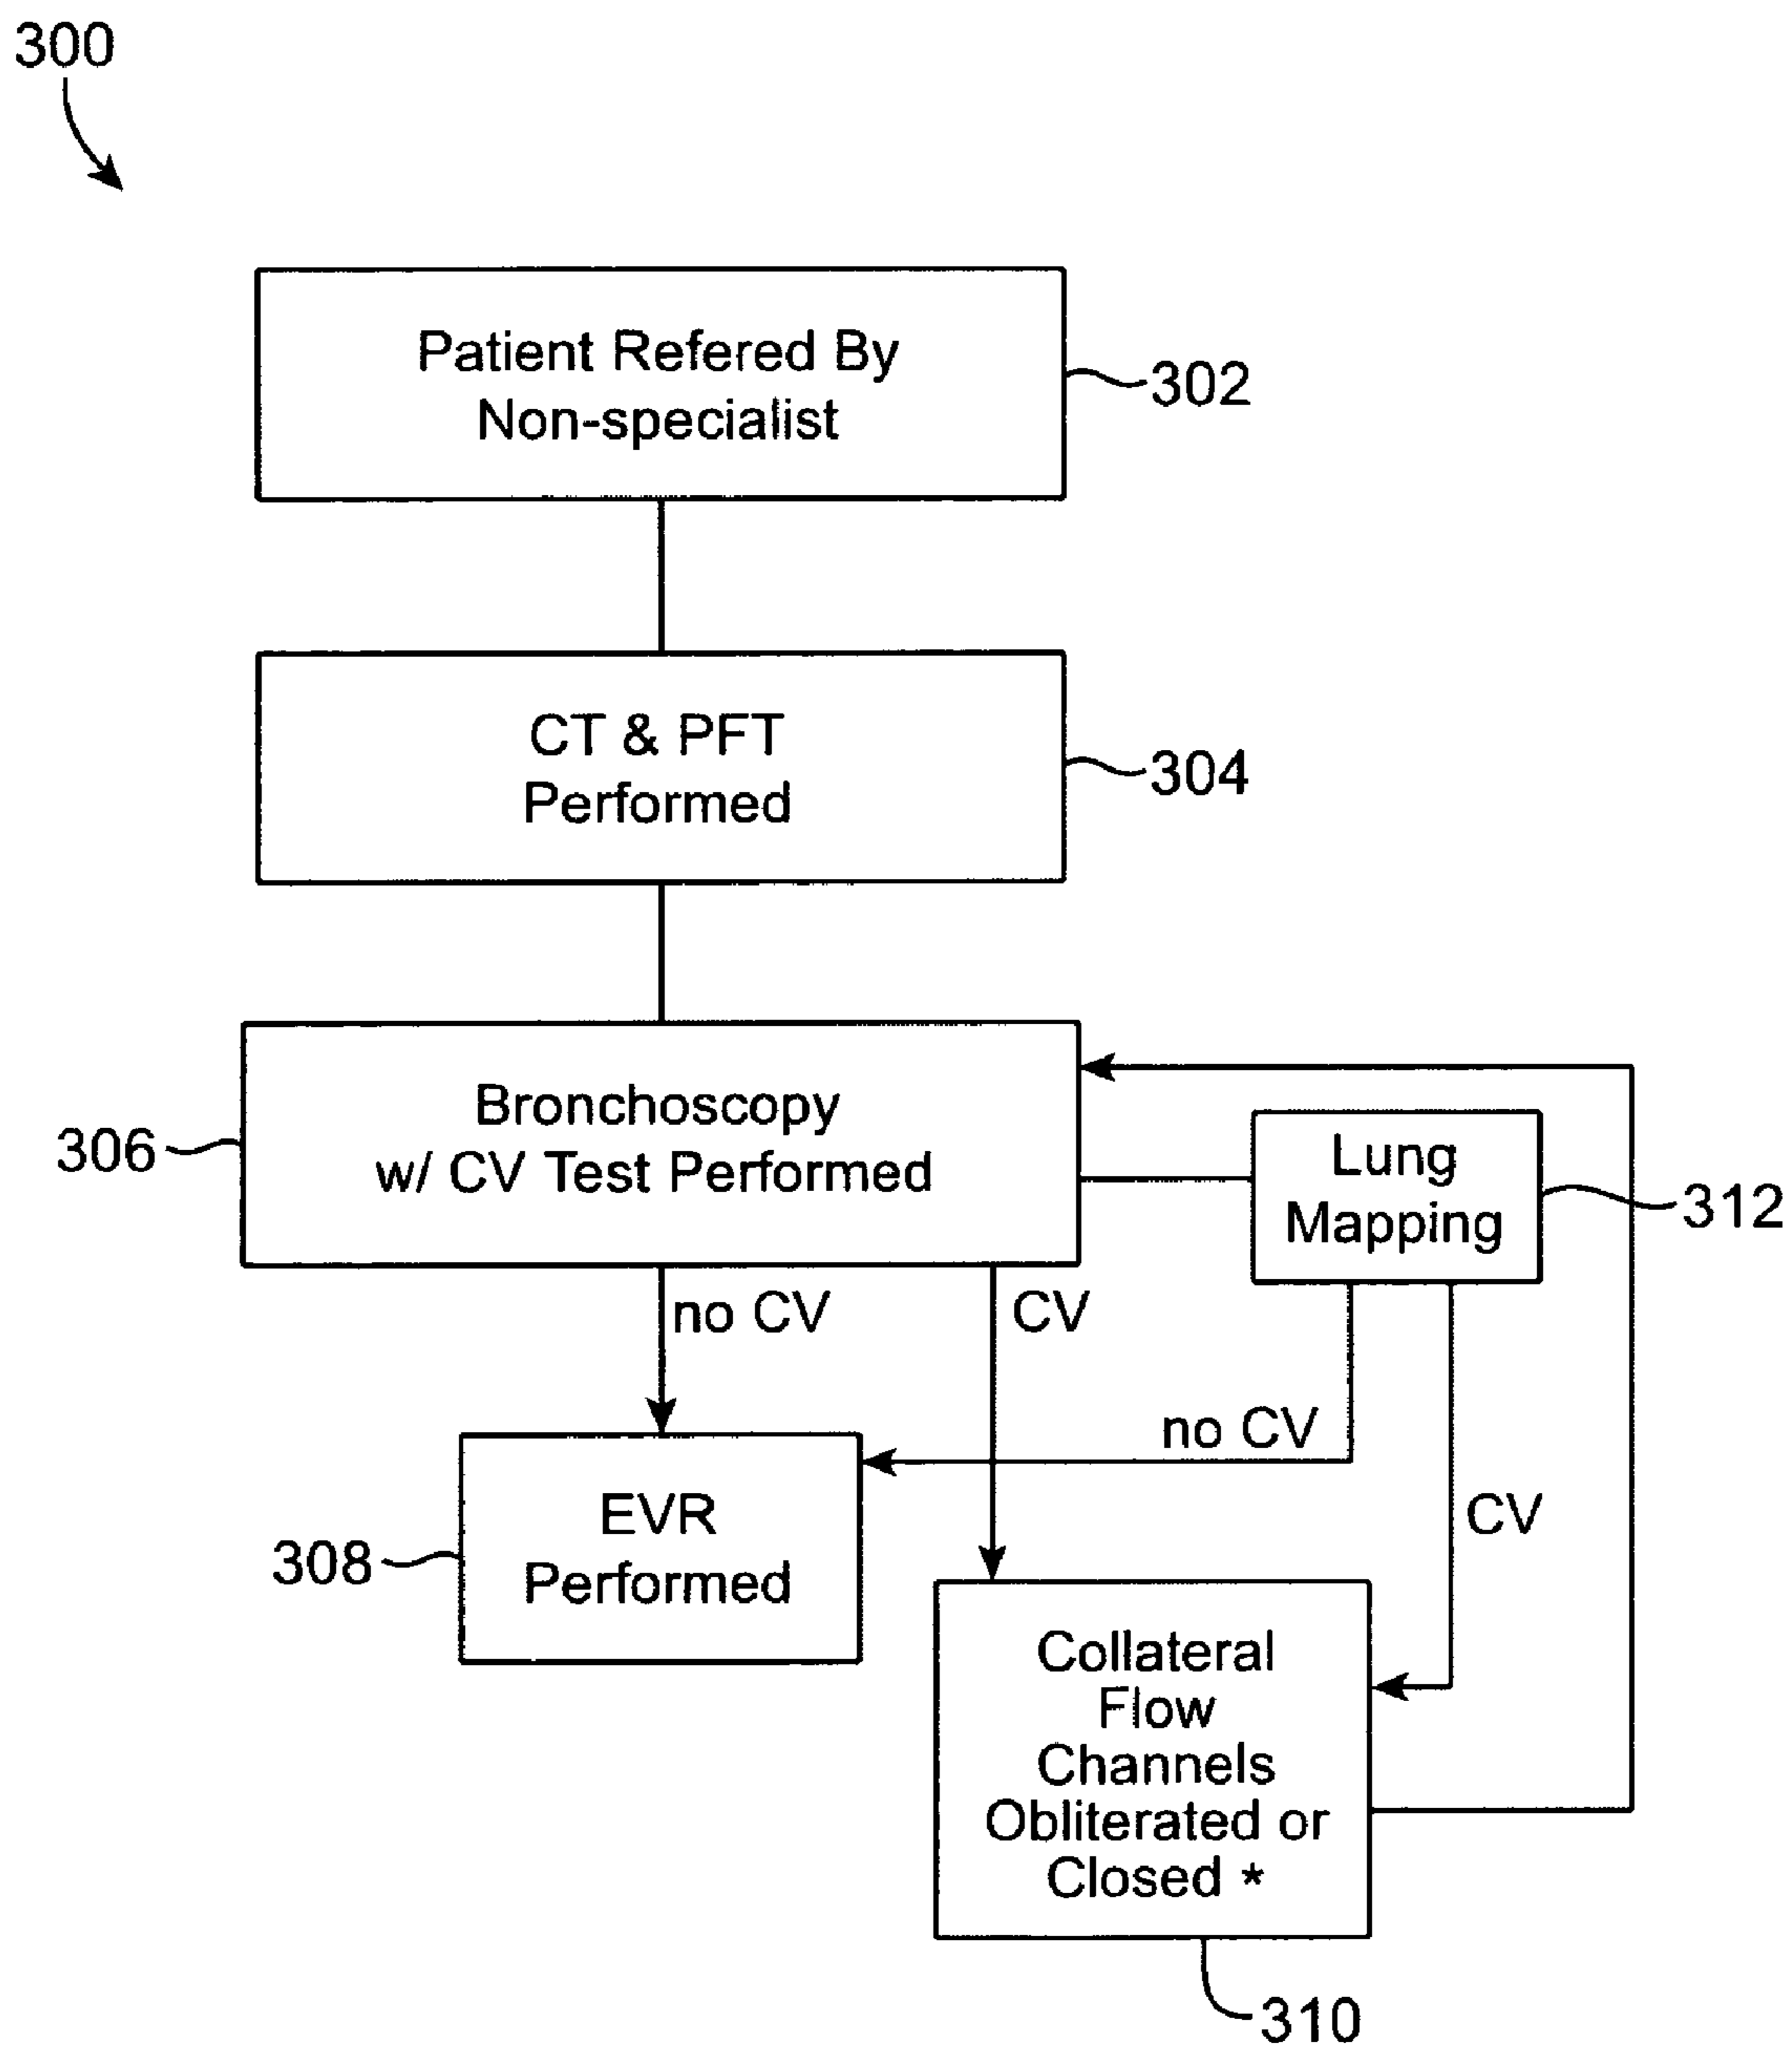 300
Patient Refered By
Non-specialist
302
CT & PFT
Performed
304
Bronchoscopy
w/ CV Test Performed
306
Lung
Mapping
312
no CV
CV
no CV
CV
EVR
Performed
308
Collateral
Flow
Channels
Obliterated or
Closed *
310